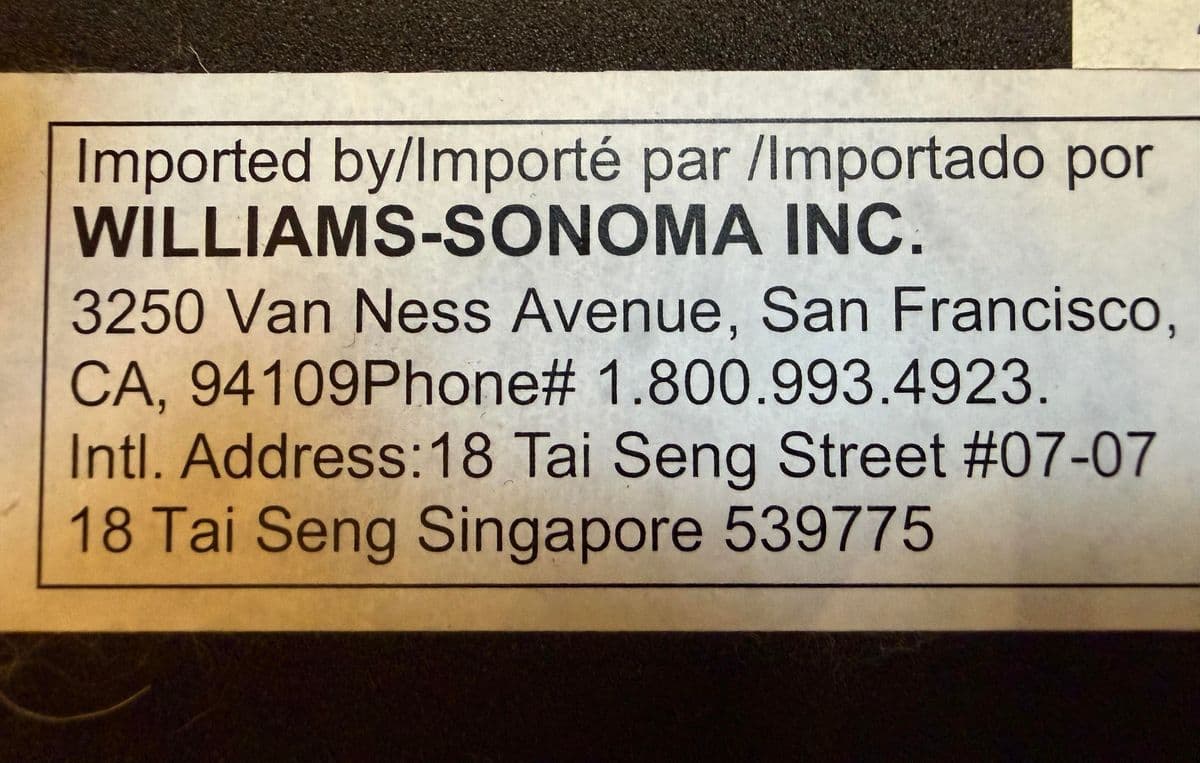 Imported by/Importé par /Importado por
WILLIAMS-SONOMA INC.
3250 Van Ness Avenue, San Francisco,
CA, 94109Phone# 1.800.993.4923.
Intl. Address:18 Tai Seng Street #07-07
18 Tai Seng Singapore 539775